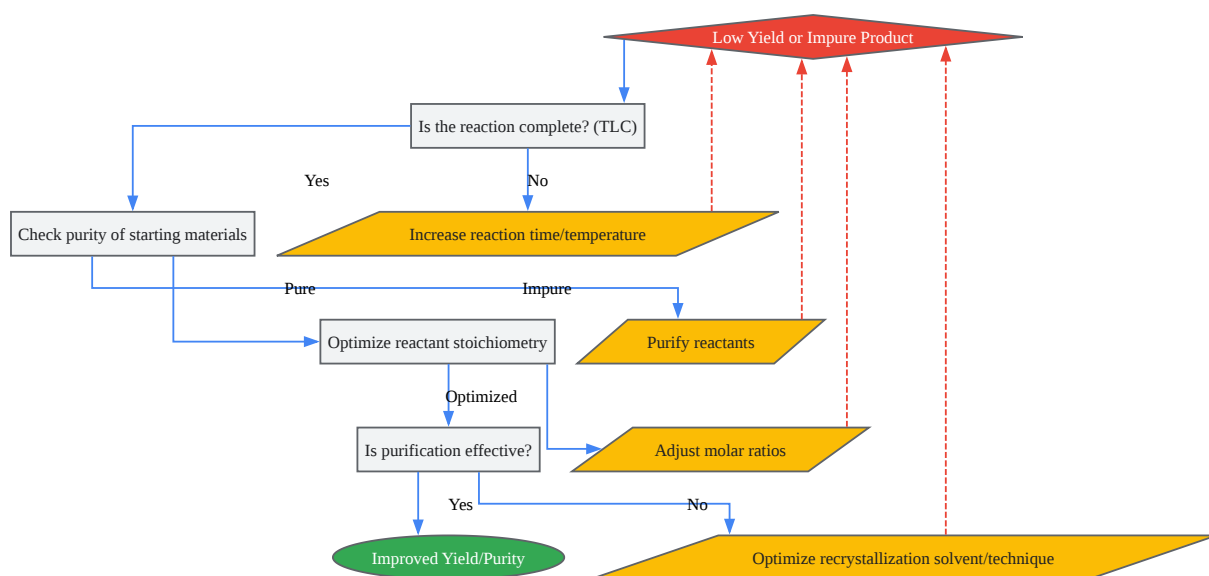 Low Yield or Impure Product
Is the reaction complete? (TLC)
Yes
No
Check purity of starting materials
Increase reaction time/temperature
Pure
Impure
Optimize reactant stoichiometry
Purify reactants
Optimized
Is purification effective?
Adjust molar ratios
Yes
No
Improved Yield/Purity
Optimize recrystallization solvent/technique